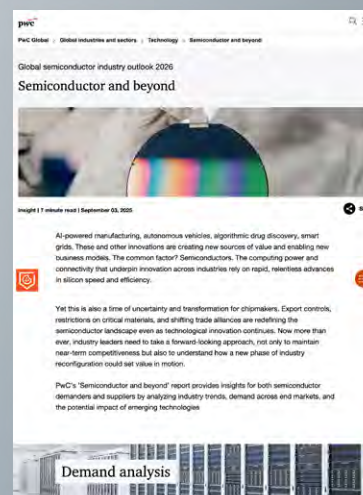 pwc
PwC Global › Global industries and sectors › Technology › Semiconductor and beyond
Global semiconductor industry outlook 2026
Semiconductor and beyond
Insight | 7 minute read | September 03, 2025
AI-powered manufacturing, autonomous vehicles, algorithmic drug discovery, smart
grids. These and other innovations are creating new sources of value and enabling new
business models. The common factor? Semiconductors. The computing power and
connectivity that underpin innovation across industries rely on rapid, relentless advances
in silicon speed and efficiency.
Yet this is also a time of uncertainty and transformation for chipmakers. Export controls,
restrictions on critical materials, and shifting trade alliances are redefining the
semiconductor landscape even as technological innovation continues. Now more than
ever, industry leaders need to take a forward-looking approach, not only to maintain
near-term competitiveness but also to understand how a new phase of industry
reconfiguration could set value in motion.
PwC's 'Semiconductor and beyond' report provides insights for both semiconductor
demanders and suppliers by analyzing industry trends, demand across end markets, and
the potential impact of emerging technologies
Demand analysis